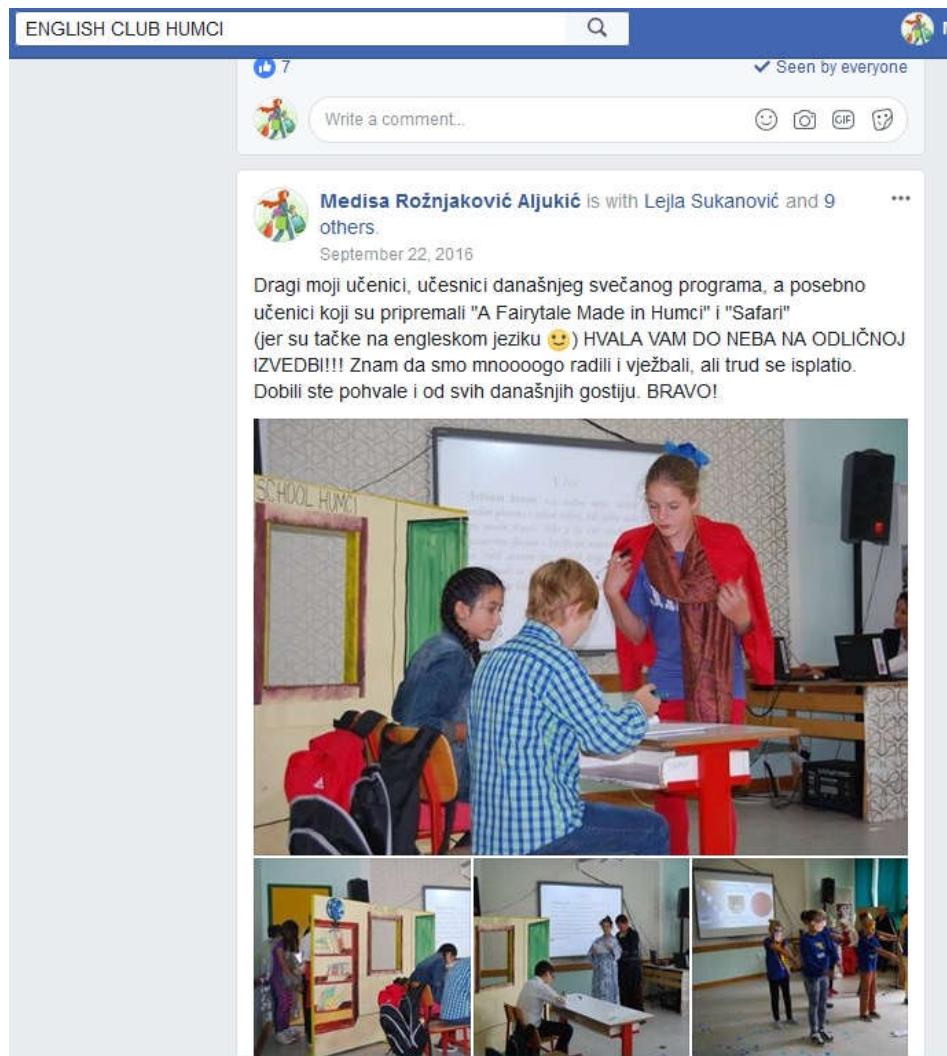 ENGLISH CLUB HUMCI
7
Seen by everyone
Write a comment...
GIF
Medisa Rožnjaković Aljukić is with Lejla Sukanović and 9
others.
September 22, 2016
Dragi moji učenici, učesnici današnjeg svečanog programa, a posebno
učenici koji su pripremali "A Fairytale Made in Humci" i "Safari"
(jer su tačke na engleskom jeziku 🙂) HVALA VAM DO NEBA NA ODLIČNOJ
IZVEDBI!!! Znam da smo mnoooogo radili i vježbali, ali trud se isplatio.
Dobili ste pohvale i od svih današnjih gostiju. BRAVO!
SCHOOL HUMCI